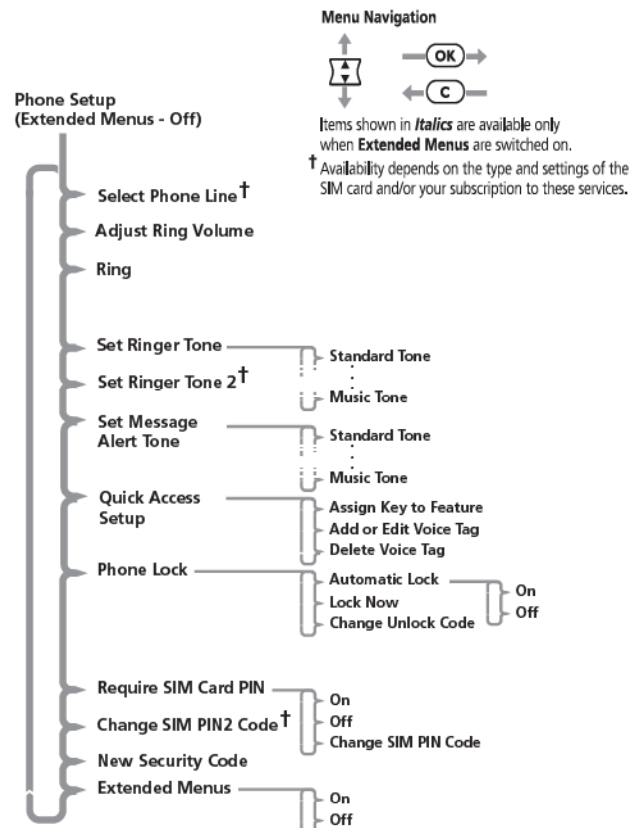 Menu Navigation
OK
C
Items shown in Italics are available only
when Extended Menus are switched on.
† Availability depends on the type and settings of the
SIM card and/or your subscription to these services.
Phone Setup
(Extended Menus - Off)
Select Phone Line†
Adjust Ring Volume
Ring
Set Ringer Tone
Standard Tone
Music Tone
Set Ringer Tone 2†
Set Message
Alert Tone
Standard Tone
Music Tone
Quick Access
Setup
Assign Key to Feature
Add or Edit Voice Tag
Delete Voice Tag
Phone Lock
Automatic Lock
On
Off
Lock Now
Change Unlock Code
Require SIM Card PIN
On
Off
Change SIM PIN Code
Change SIM PIN2 Code†
New Security Code
Extended Menus
On
Off